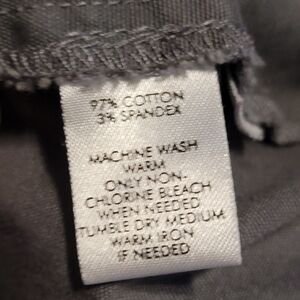 97% COTTON
3% SPANDEX
MACHINE WASH
WARM
ONLY NON-
CHLORINE BLEACH
WHEN NEEDED
TUMBLE DRY MEDIUM
WARM IRON
IF NEEDED